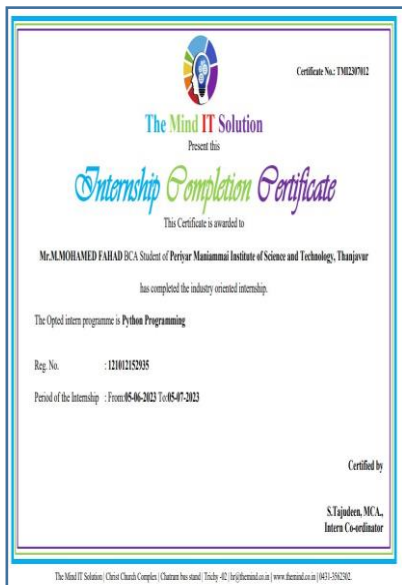 Certificate No.: TMI2307012
The Mind IT Solution
Present this
Internship Completion Certificate
This Certificate is awarded to
Mr.M.MOHAMED FAHAD BCA Student of Periyar Maniammai Institute of Science and Technology, Thanjavur
has completed the industry oriented internship.
The Opted intern programme is Python Programming
Reg. No. : 121012152935
Period of the Internship : From:05-06-2023 To:05-07-2023
Certified by
S.Tajudeen, MCA.,
Intern Co-ordinator
The Mind IT Solution | Christ Church Complex | Chatram bus stand | Trichy -02 | hr@themind.co.in | www.themind.co.in | 0431-3562302.